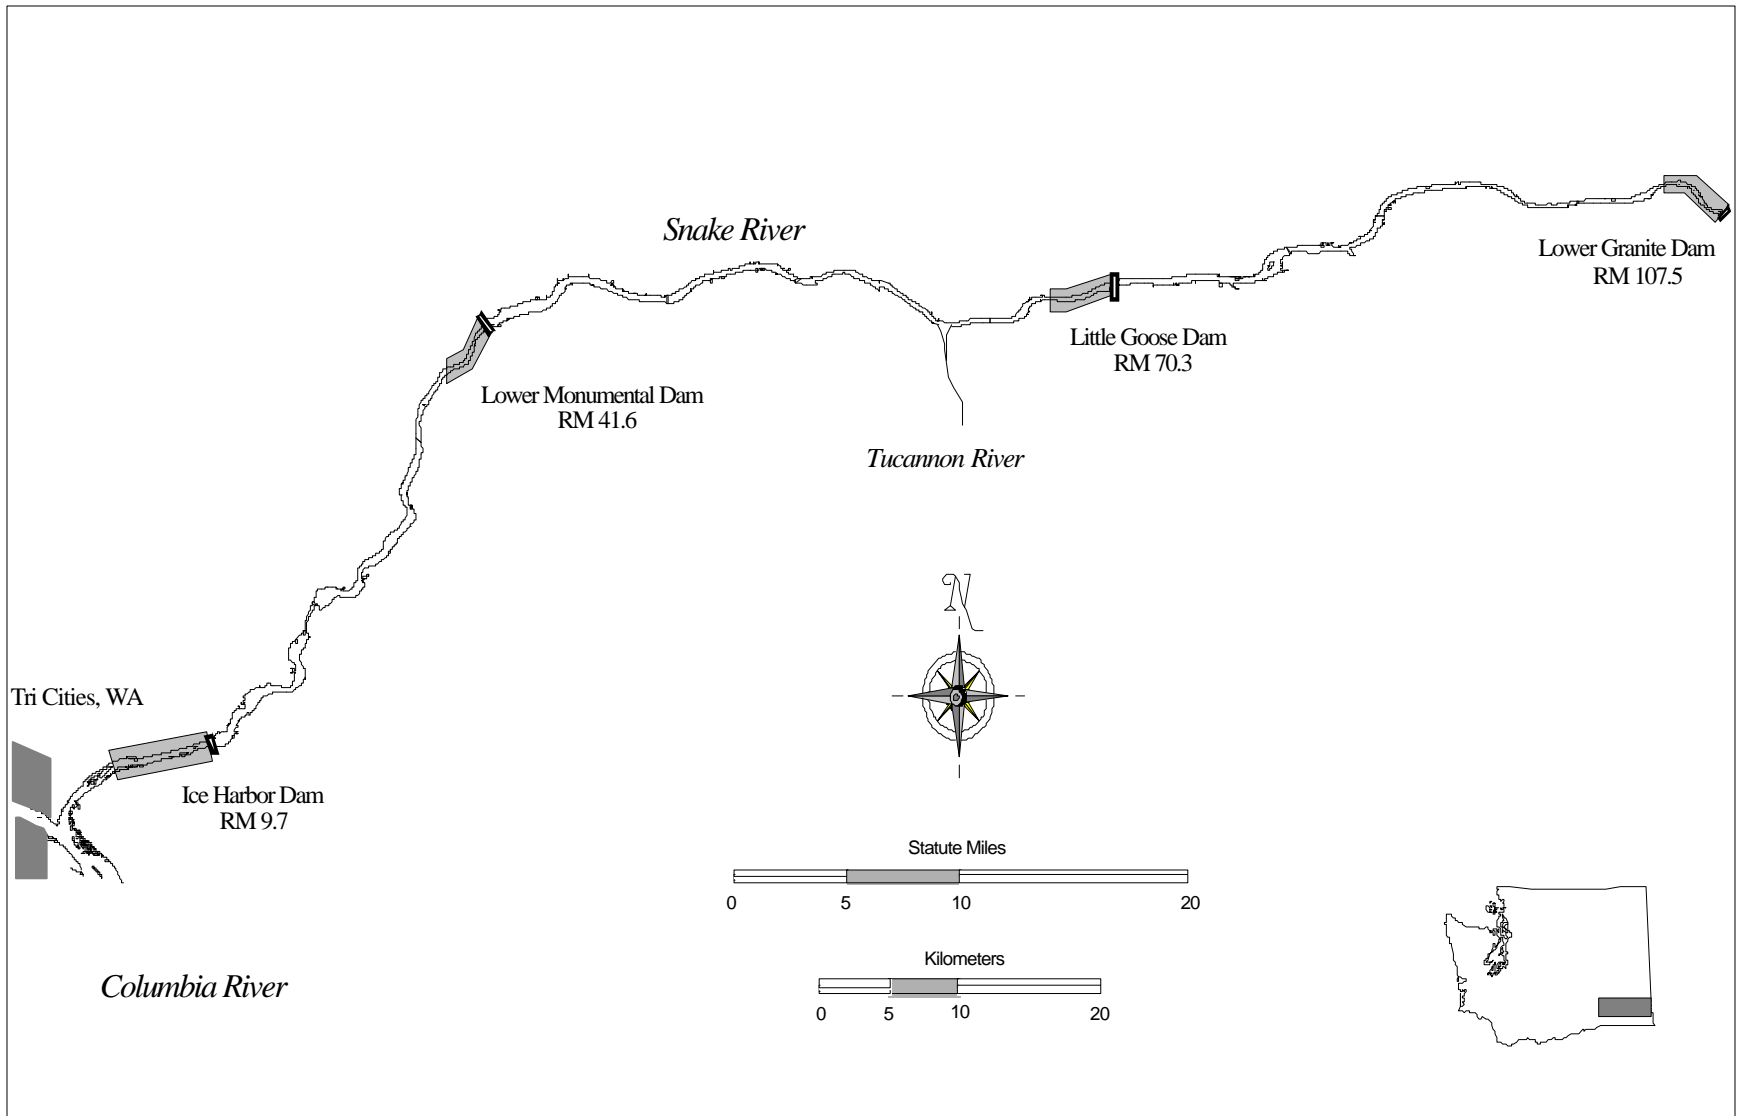 Snake River
Lower Granite Dam
RM 107.5
Little Goose Dam
RM 70.3
Lower Monumental Dam
RM 41.6
Tucannon River
N
Tri Cities, WA
Ice Harbor Dam
RM 9.7
Statute Miles
0 5 10 20
Kilometers
0 5 10 20
Columbia River